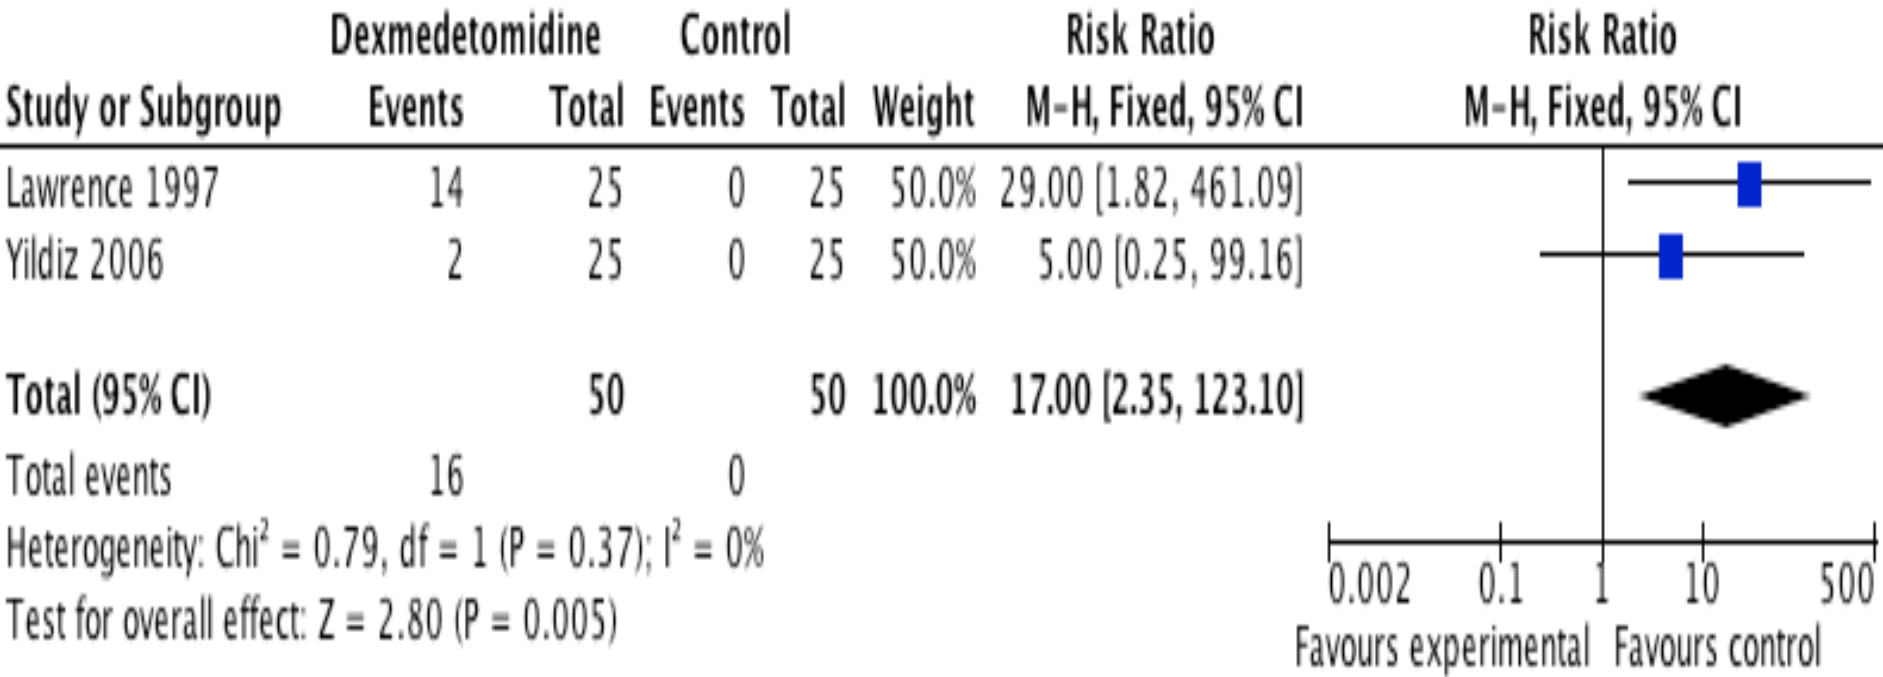 Dexmedetomidine Control Risk Ratio Risk Ratio
Study or Subgroup Events Total Events Total Weight M-H, Fixed, 95% CI M-H, Fixed, 95% CI
Lawrence 1997 14 25 0 25 50.0% 29.00 [1.82, 461.09]
Yildiz 2006 2 25 0 25 50.0% 5.00 [0.25, 99.16]
Total (95% CI) 50 50 100.0% 17.00 [2.35, 123.10]
Total events 16 0
Heterogeneity: Chi² = 0.79, df = 1 (P = 0.37); I² = 0%
Test for overall effect: Z = 2.80 (P = 0.005)
0.002 0.1 1 10 500
Favours experimental Favours control